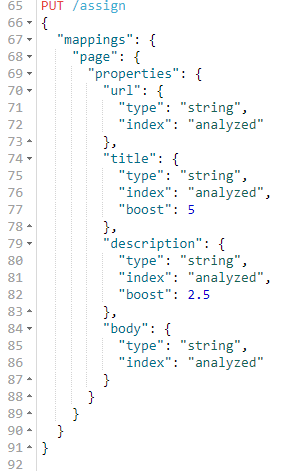 65 PUT /assign
66 {
67 "mappings": {
68 "page": {
69 "properties": {
70 "url": {
71 "type": "string",
72 "index": "analyzed"
73 },
74 "title": {
75 "type": "string",
76 "index": "analyzed",
77 "boost": 5
78 },
79 "description": {
80 "type": "string",
81 "index": "analyzed",
82 "boost": 2.5
83 },
84 "body": {
85 "type": "string",
86 "index": "analyzed"
87 }
88 }
89 }
90 }
91 }
92